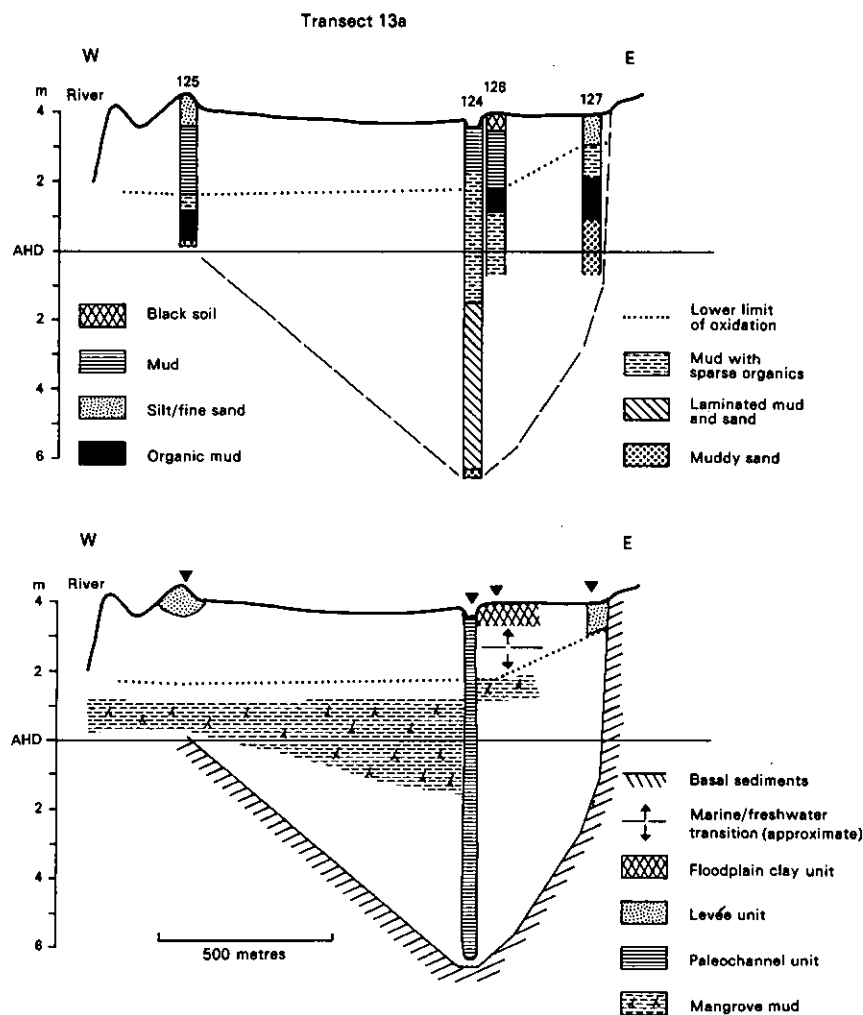 Transect 13a
W
E
m
River
125
124
126
127
4
2
AHD
2
4
6
Black soil
Mud
Silt/fine sand
Organic mud
Lower limit
of oxidation
Mud with
sparse organics
Laminated mud
and sand
Muddy sand
W
E
m
River
4
2
AHD
2
4
6
500 metres
Basal sediments
Marine/freshwater
transition (approximate)
Floodplain clay unit
Levée unit
Paleochannel unit
Mangrove mud